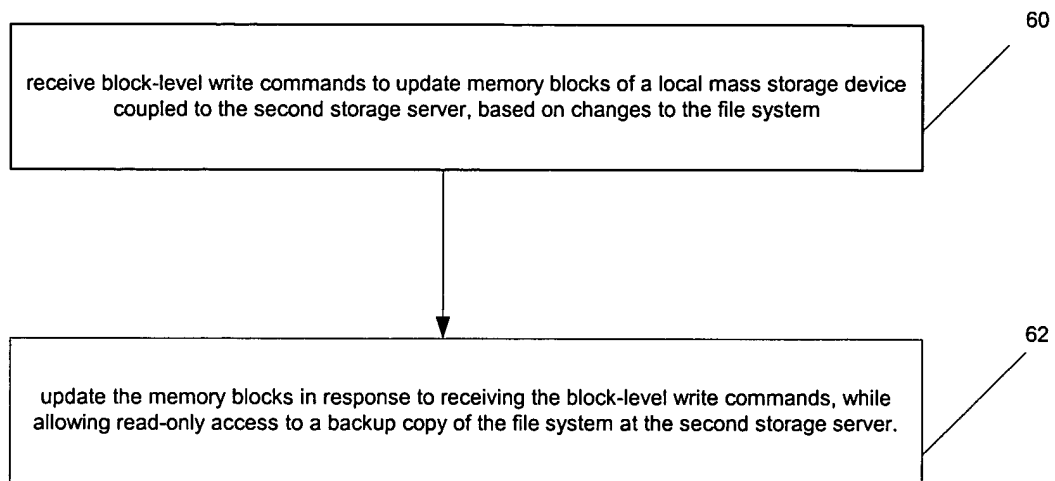 60
receive block-level write commands to update memory blocks of a local mass storage device
coupled to the second storage server, based on changes to the file system
62
update the memory blocks in response to receiving the block-level write commands, while
allowing read-only access to a backup copy of the file system at the second storage server.